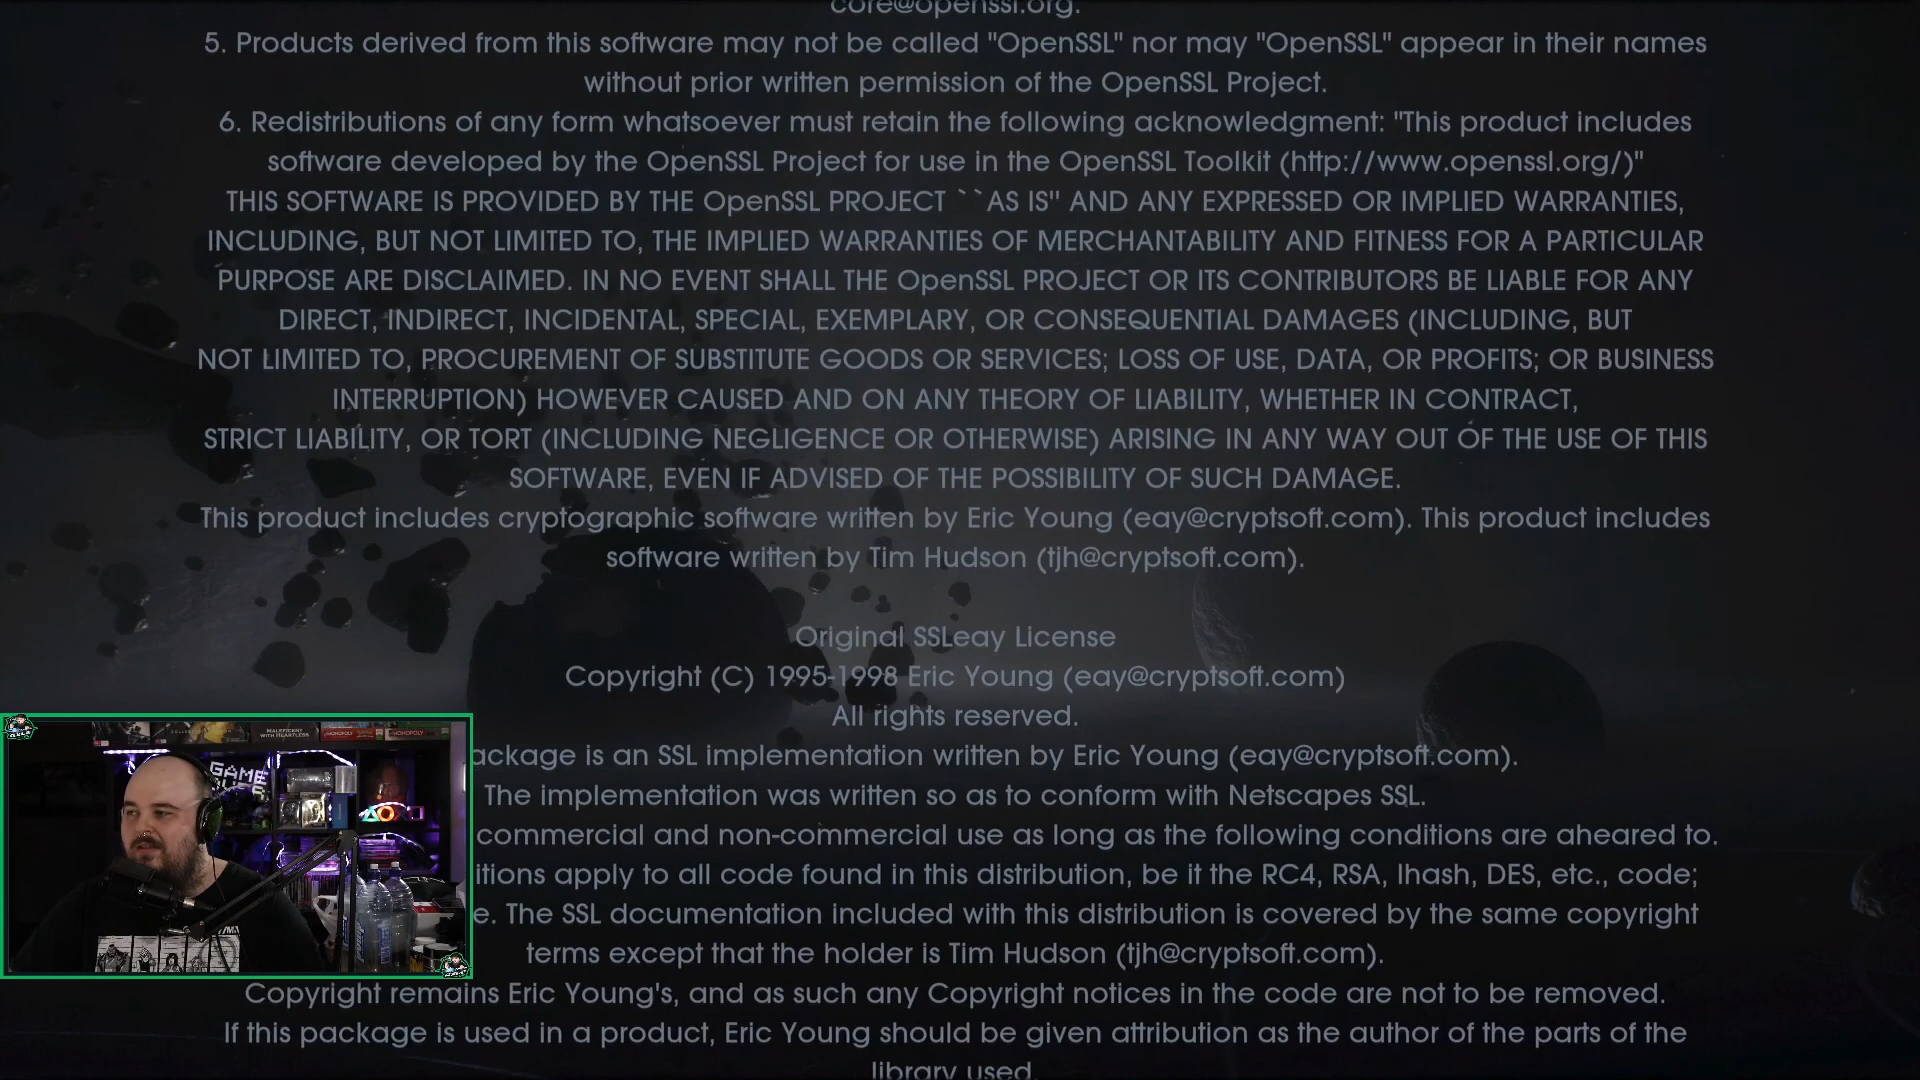 core@openssl.org.
5. Products derived from this software may not be called "OpenSSL" nor may "OpenSSL" appear in their names
without prior written permission of the OpenSSL Project.
6. Redistributions of any form whatsoever must retain the following acknowledgment: "This product includes
software developed by the OpenSSL Project for use in the OpenSSL Toolkit (http://www.openssl.org/)"
THIS SOFTWARE IS PROVIDED BY THE OpenSSL PROJECT ``AS IS'' AND ANY EXPRESSED OR IMPLIED WARRANTIES,
INCLUDING, BUT NOT LIMITED TO, THE IMPLIED WARRANTIES OF MERCHANTABILITY AND FITNESS FOR A PARTICULAR
PURPOSE ARE DISCLAIMED. IN NO EVENT SHALL THE OpenSSL PROJECT OR ITS CONTRIBUTORS BE LIABLE FOR ANY
DIRECT, INDIRECT, INCIDENTAL, SPECIAL, EXEMPLARY, OR CONSEQUENTIAL DAMAGES (INCLUDING, BUT
NOT LIMITED TO, PROCUREMENT OF SUBSTITUTE GOODS OR SERVICES; LOSS OF USE, DATA, OR PROFITS; OR BUSINESS
INTERRUPTION) HOWEVER CAUSED AND ON ANY THEORY OF LIABILITY, WHETHER IN CONTRACT,
STRICT LIABILITY, OR TORT (INCLUDING NEGLIGENCE OR OTHERWISE) ARISING IN ANY WAY OUT OF THE USE OF THIS
SOFTWARE, EVEN IF ADVISED OF THE POSSIBILITY OF SUCH DAMAGE.
This product includes cryptographic software written by Eric Young (eay@cryptsoft.com). This product includes
software written by Tim Hudson (tjh@cryptsoft.com).
Original SSLeay License
Copyright (C) 1995-1998 Eric Young (eay@cryptsoft.com)
All rights reserved.
ackage is an SSL implementation written by Eric Young (eay@cryptsoft.com).
The implementation was written so as to conform with Netscapes SSL.
commercial and non-commercial use as long as the following conditions are aheared to.
itions apply to all code found in this distribution, be it the RC4, RSA, lhash, DES, etc., code;
e. The SSL documentation included with this distribution is covered by the same copyright
terms except that the holder is Tim Hudson (tjh@cryptsoft.com).
Copyright remains Eric Young's, and as such any Copyright notices in the code are not to be removed.
If this package is used in a product, Eric Young should be given attribution as the author of the parts of the
library used.
MALEFICENT
WITH HEARTLESS
MONOPOLY
MONOPOLY
GAME